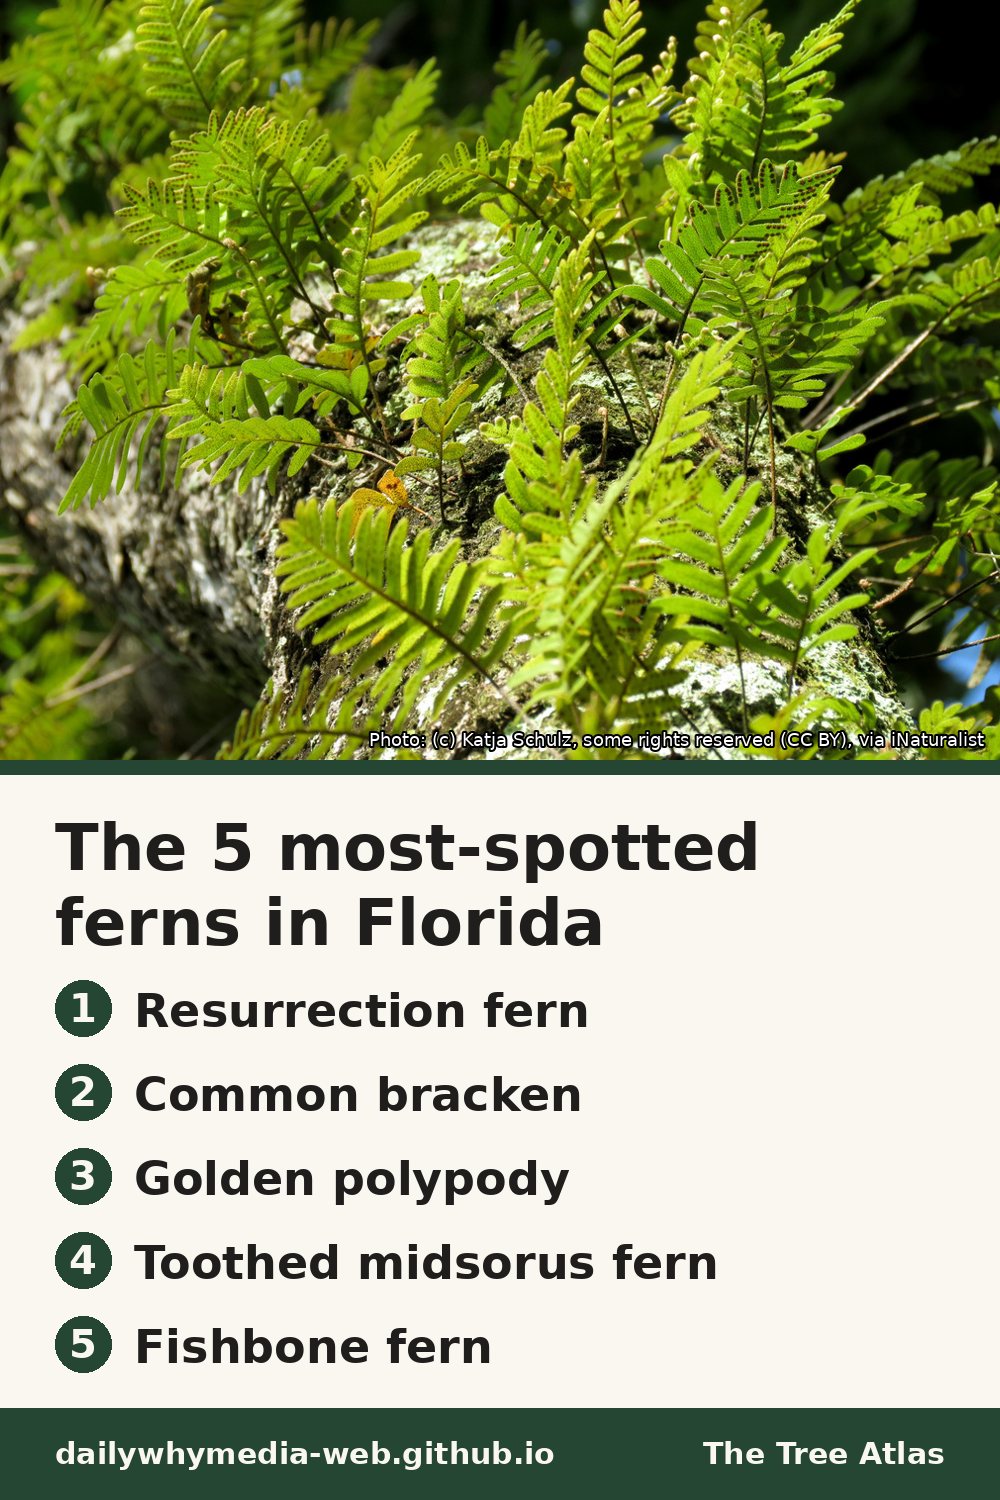 Photo: (c) Katja Schulz, some rights reserved (CC BY), via iNaturalist
The 5 most-spotted
ferns in Florida
1 Resurrection fern
2 Common bracken
3 Golden polypody
4 Toothed midsorus fern
5 Fishbone fern
dailywhymedia-web.github.io The Tree Atlas